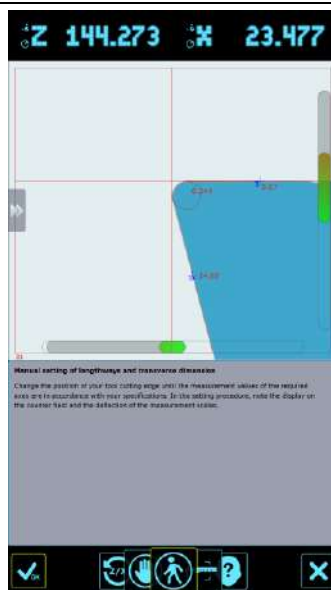 Z 144.273 X 23.477
Manual setting of lengthways and transverse dimension
Change the position of your tool cutting edge until the measurement values of the required
axes are in accordance with your specifications. In the setting procedure, note the display on
the counter field and the deflection of the measurement scales.
OK
?